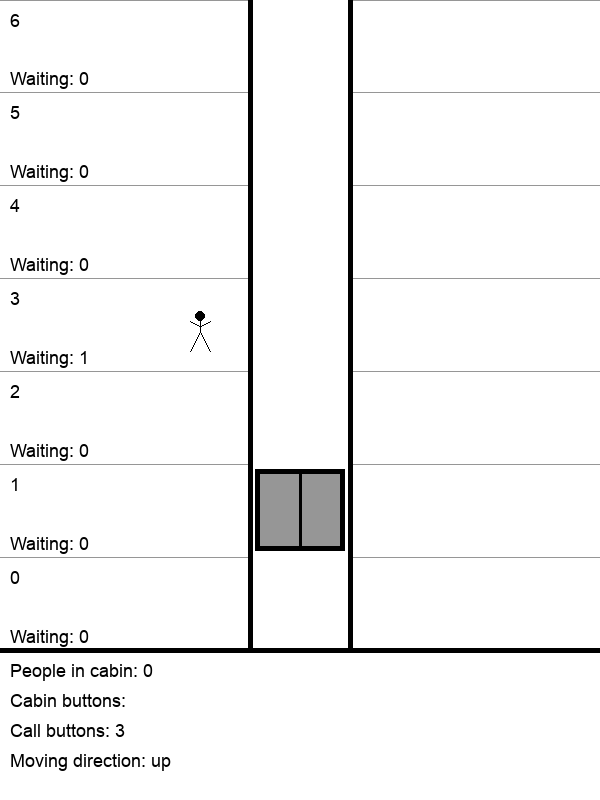 6
Waiting: 0
5
Waiting: 0
4
Waiting: 0
3
Waiting: 1
2
Waiting: 0
1
Waiting: 0
0
Waiting: 0
People in cabin: 0
Cabin buttons:
Call buttons: 3
Moving direction: up